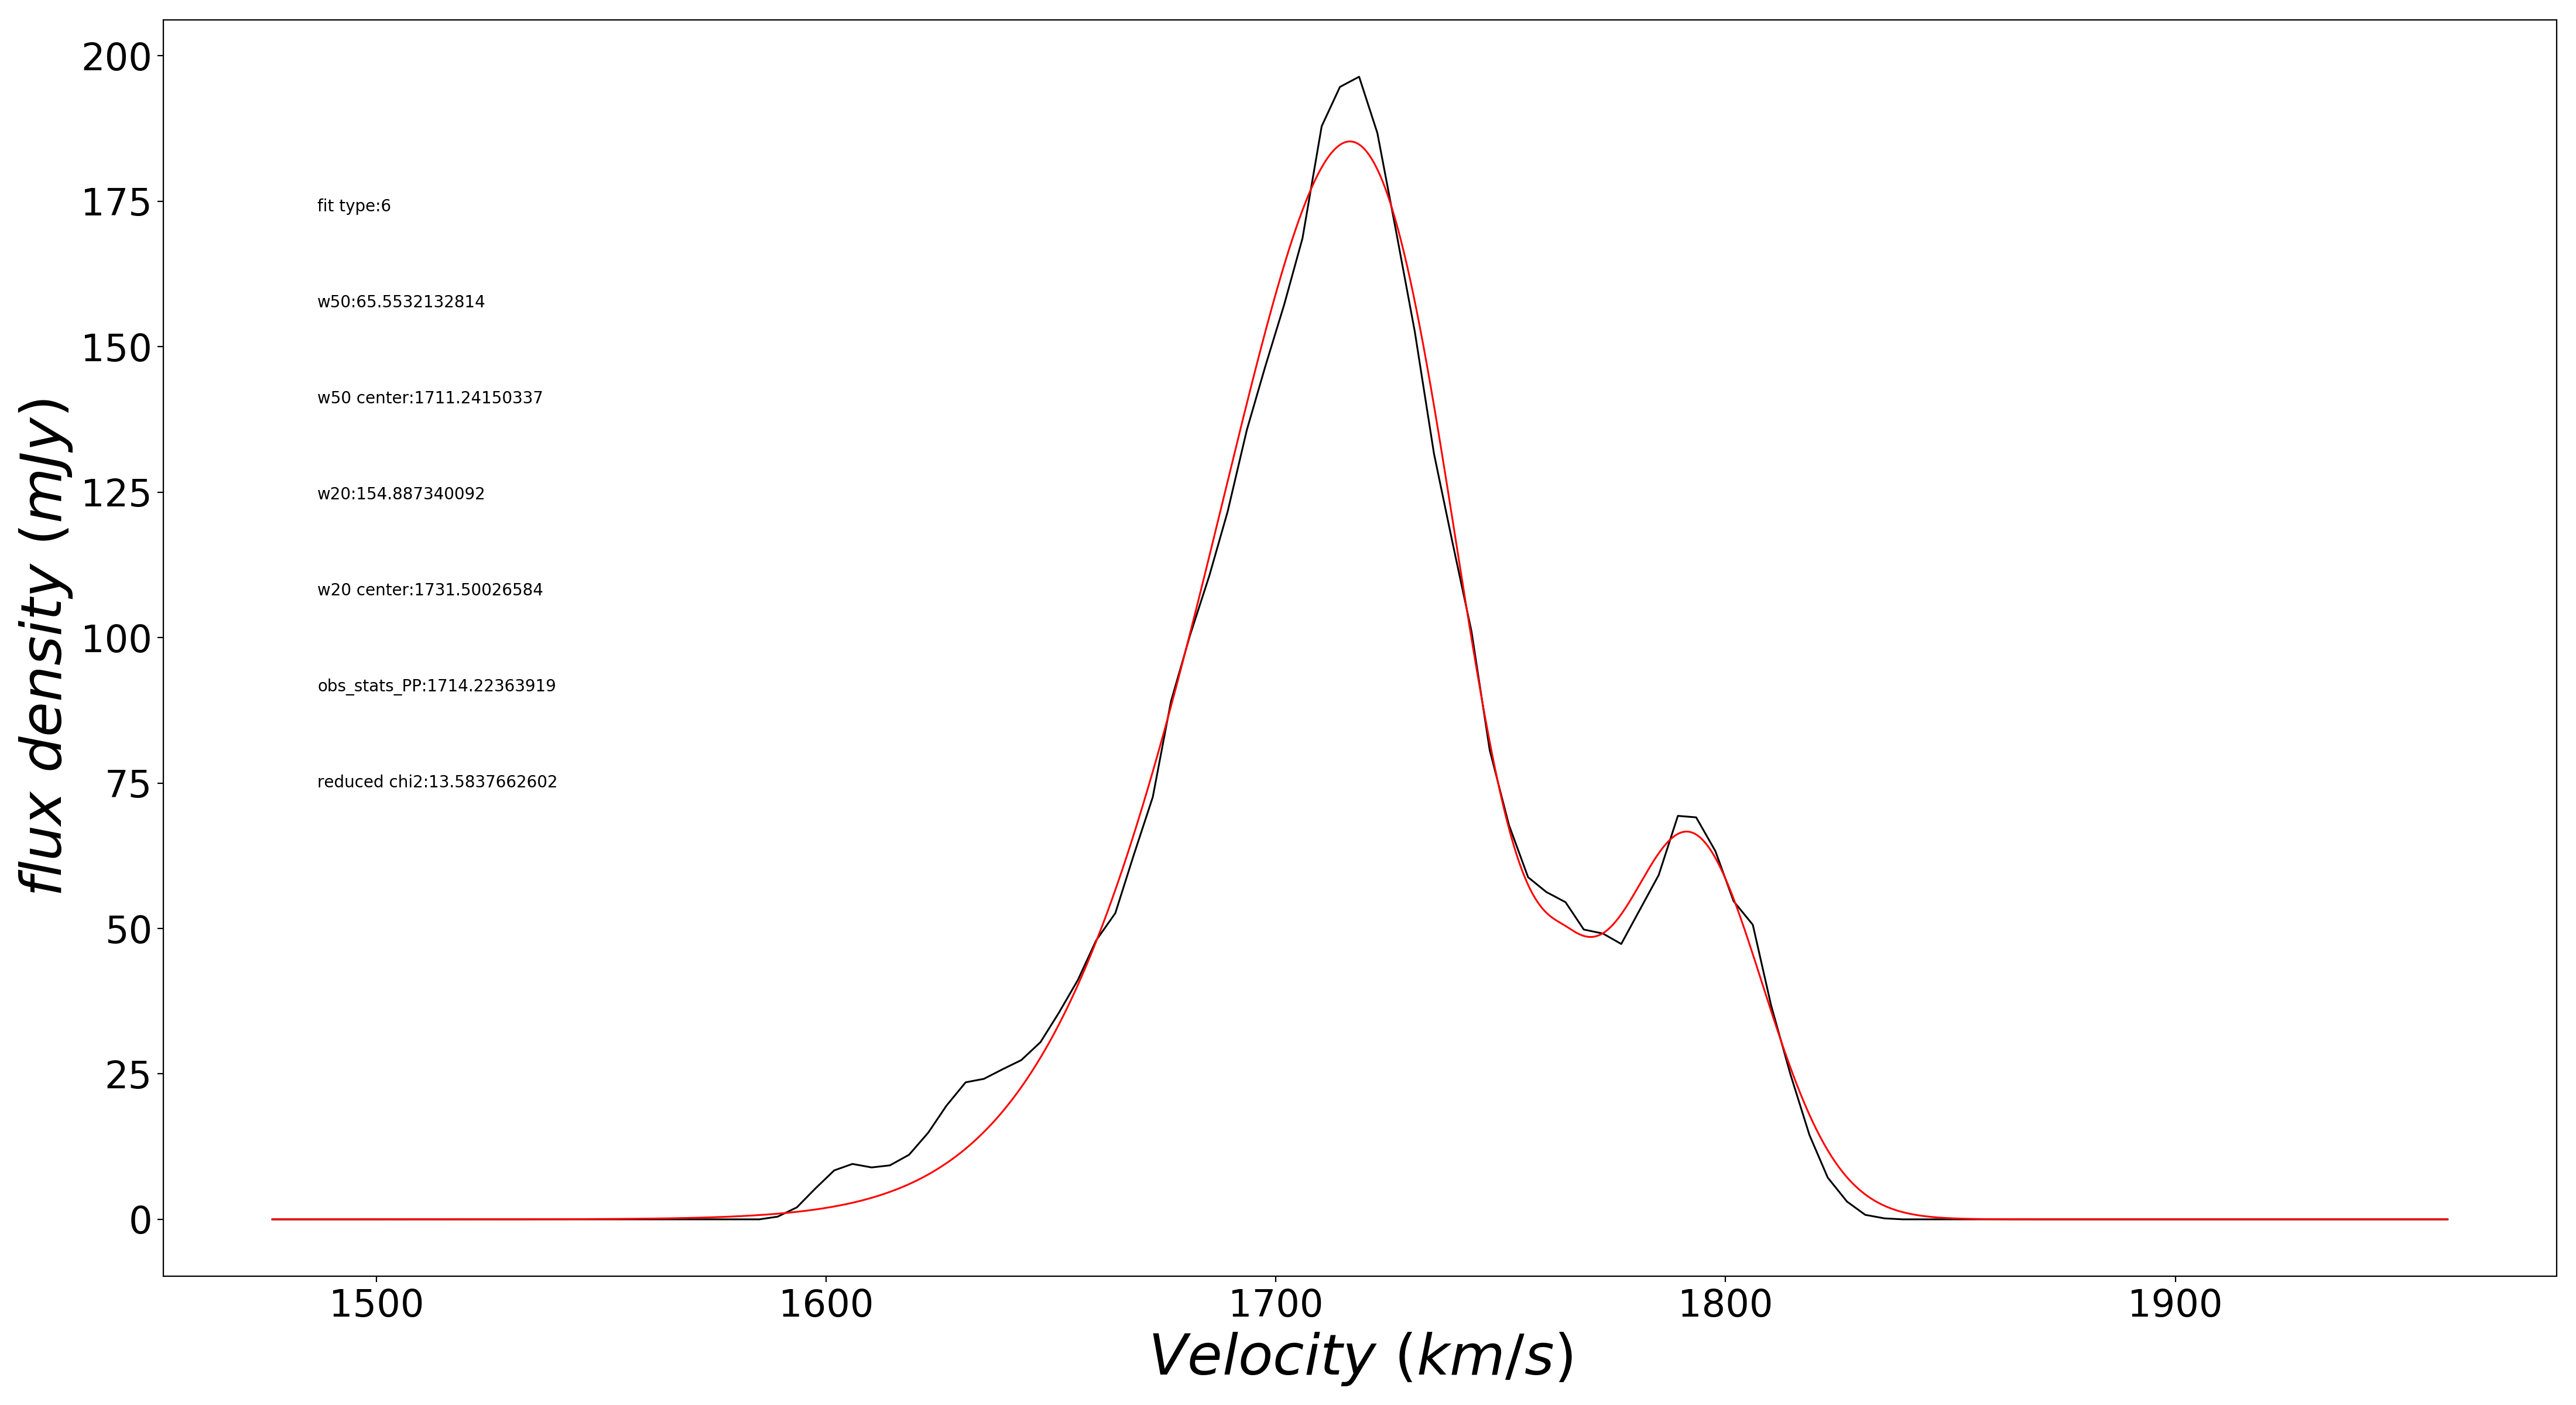 200
175
150
125
100
75
50
25
0
flux density (mJy)
fit type:6
w50:65.5532132814
w50 center:1711.24150337
w20:154.887340092
w20 center:1731.50026584
obs_stats_PP:1714.22363919
reduced chi2:13.5837662602
1500 1600 1700 1800 1900
Velocity (km/s)